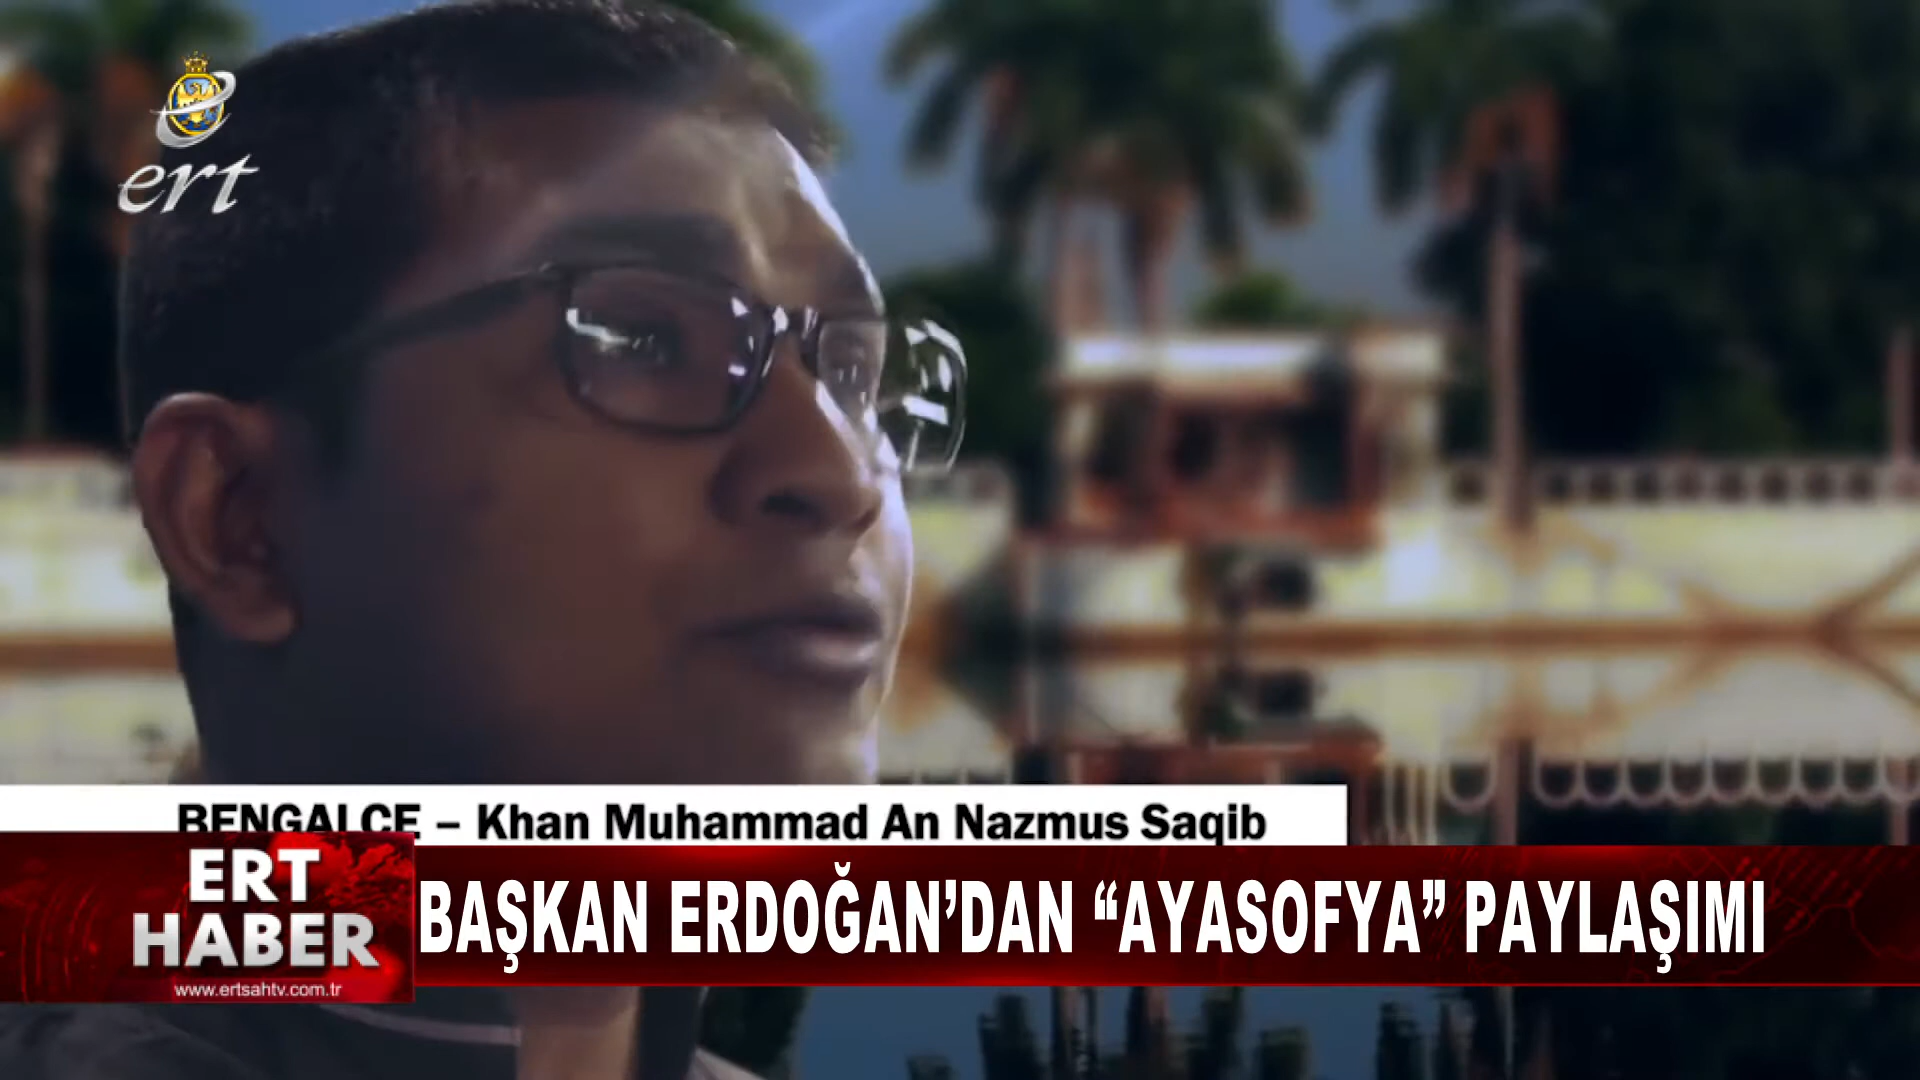 ert
BENGALCE – Khan Muhammad An Nazmus Saqib
ERT
HABER
www.ertsahtv.com.tr
BAŞKAN ERDOĞAN’DAN “AYASOFYA” PAYLAŞIMI